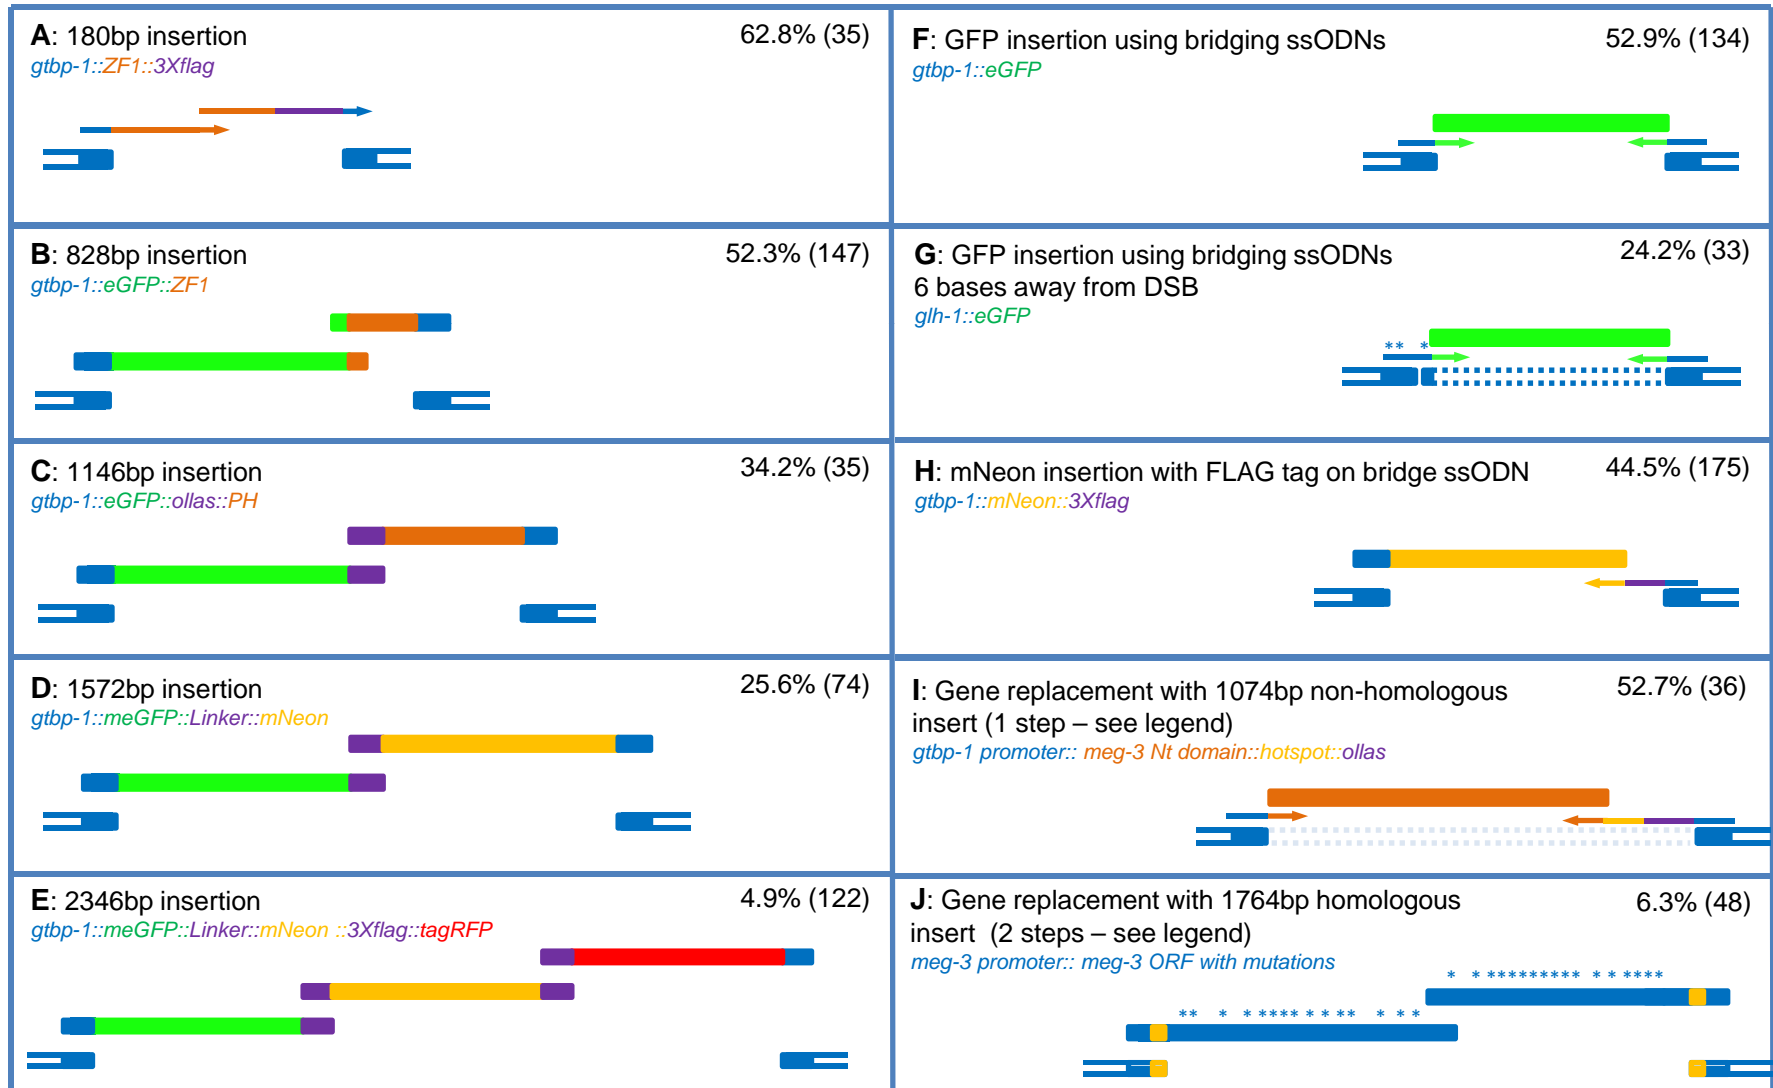 A: 180bp insertion
62.8% (35)
gtbp-1::ZF1::3Xflag
B: 828bp insertion
52.3% (147)
gtbp-1::eGFP::ZF1
C: 1146bp insertion
34.2% (35)
gtbp-1::eGFP::ollas::PH
D: 1572bp insertion
25.6% (74)
gtbp-1::meGFP::Linker::mNeon
E: 2346bp insertion
4.9% (122)
gtbp-1::meGFP::Linker::mNeon ::3Xflag::tagRFP
F: GFP insertion using bridging ssODNs
52.9% (134)
gtbp-1::eGFP
G: GFP insertion using bridging ssODNs
24.2% (33)
6 bases away from DSB
glh-1::eGFP
** *
H: mNeon insertion with FLAG tag on bridge ssODN
44.5% (175)
gtbp-1::mNeon::3Xflag
I: Gene replacement with 1074bp non-homologous
52.7% (36)
insert (1 step – see legend)
gtbp-1 promoter:: meg-3 Nt domain::hotspot::ollas
J: Gene replacement with 1764bp homologous
6.3% (48)
insert (2 steps – see legend)
meg-3 promoter:: meg-3 ORF with mutations
* * ********** * * ****
** * * **** * * ** * * *